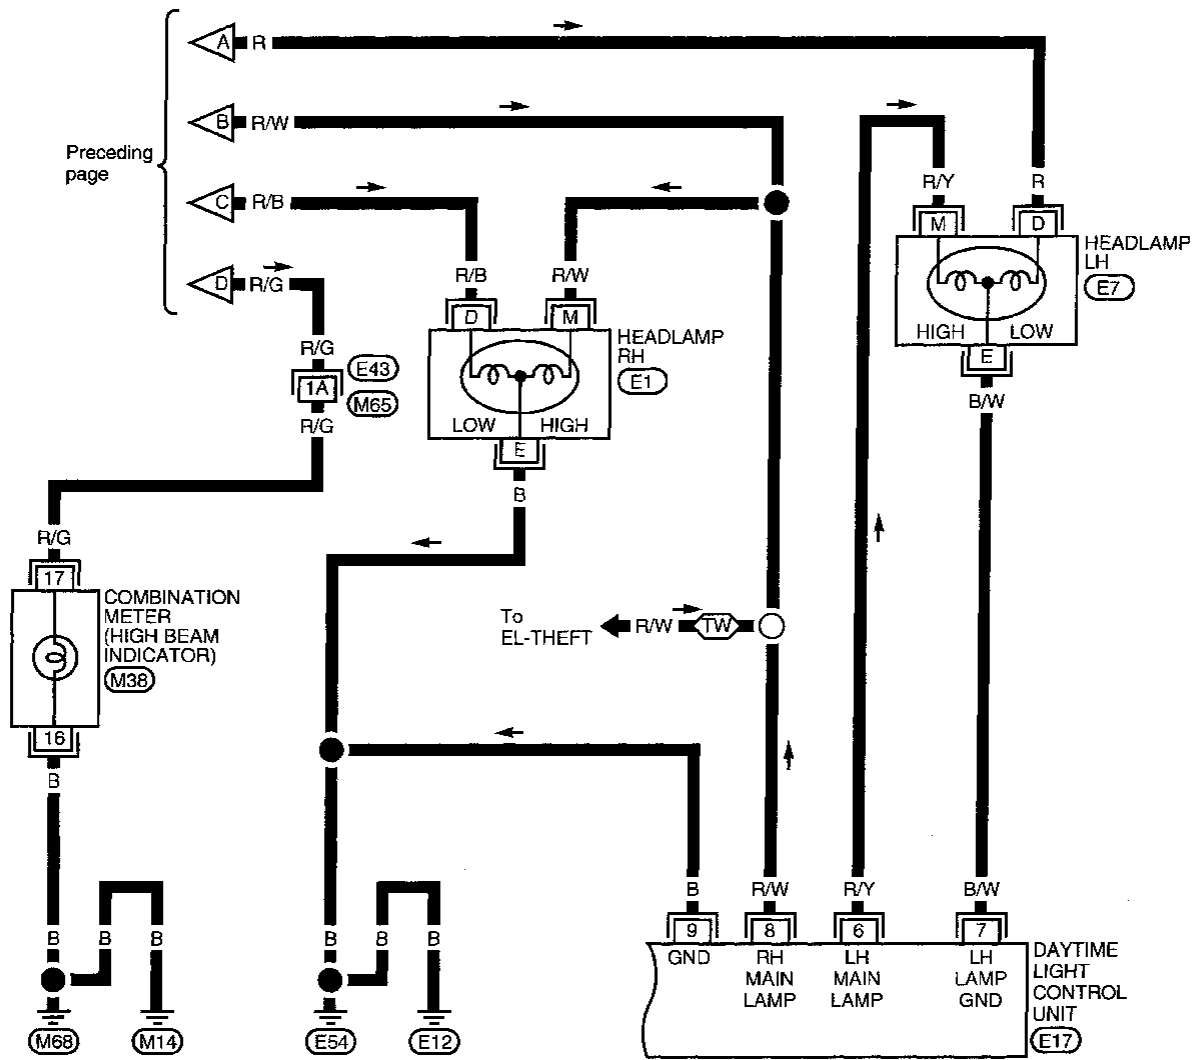 A R
B R/W
Preceding
page
C R/B
D R/G
R/Y R
M D
HEADLAMP
LH
E7
HIGH LOW
E
B/W
R/B R/W
D M
HEADLAMP
RH
E1
LOW HIGH
E
B
R/G
E43
1A
M65
R/G
R/G
17
COMBINATION
METER
(HIGH BEAM
INDICATOR)
M38
16
B
To
EL-THEFT
R/W TW
B R/W R/Y B/W
9 8 6 7
GND
RH
MAIN
LAMP
LH
MAIN
LAMP
LH
LAMP
GND
DAYTIME
LIGHT
CONTROL
UNIT
E17
B B B
B B B
M68 M14 E54 E12